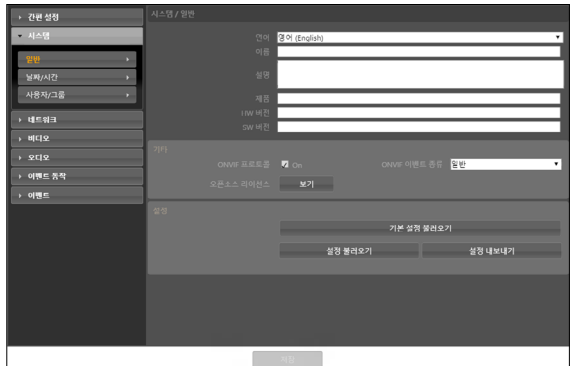 간편 설정
시스템
일반
날짜/시간
사용자/그룹
네트워크
비디오
오디오
이벤트 동작
이벤트
시스템 / 일반
언어 영어 (English)
이름
설명
제품
HW 버전
SW 버전
기타
ONVIF 프로토콜 On ONVIF 이벤트 종류 일반
오픈소스 라이선스 보기
설정
기본 설정 불러오기
설정 불러오기 설정 내보내기
저장